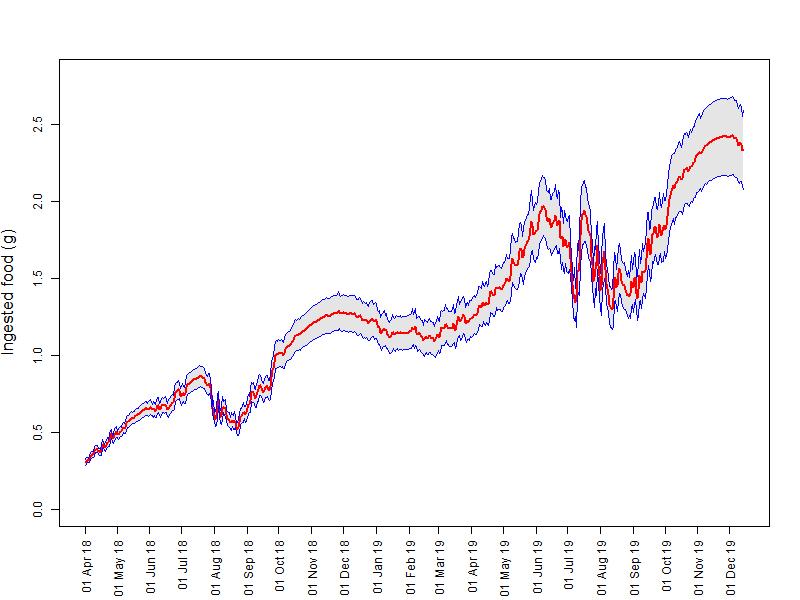 Ingested food (g)
2.5
2.0
1.5
1.0
0.5
0.0
01 Apr 18
01 May 18
01 Jun 18
01 Jul 18
01 Aug 18
01 Sep 18
01 Oct 18
01 Nov 18
01 Dec 18
01 Jan 19
01 Feb 19
01 Mar 19
01 Apr 19
01 May 19
01 Jun 19
01 Jul 19
01 Aug 19
01 Sep 19
01 Oct 19
01 Nov 19
01 Dec 19